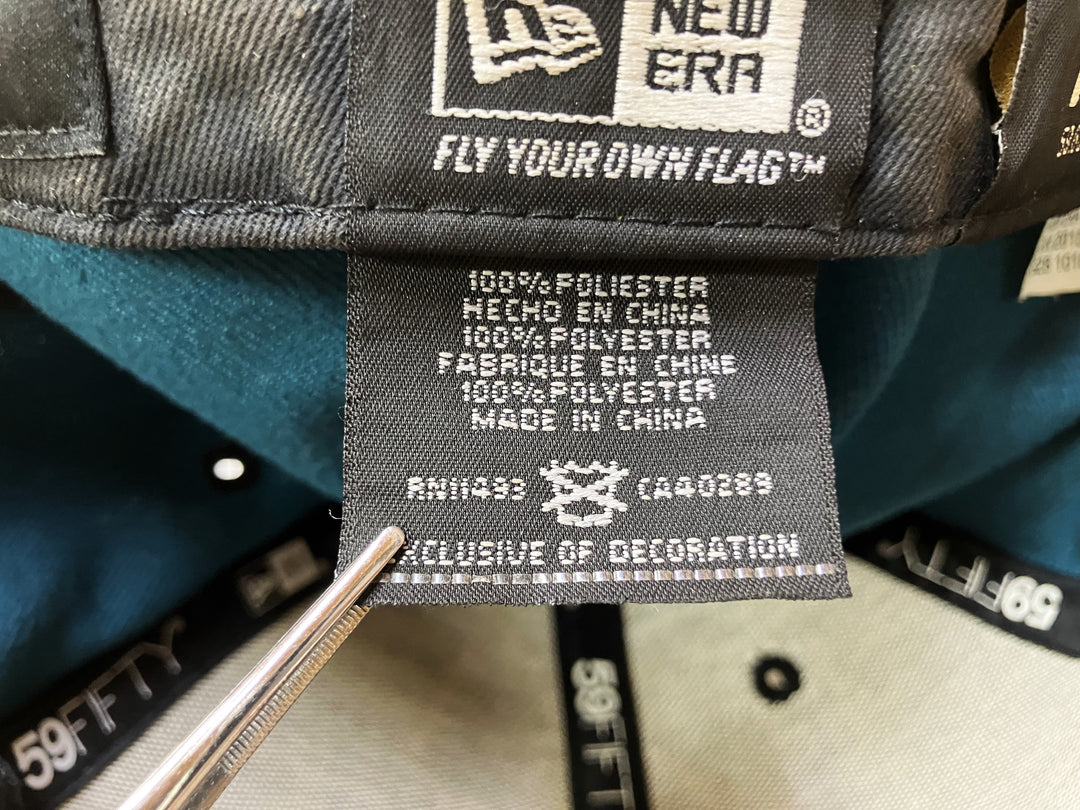 NEW
ERA
®
FLY YOUR OWN FLAG™
100% POLIESTER
HECHO EN CHINA
100% POLYESTER
FABRIQUE EN CHINE
100% POLYESTER
MADE IN CHINA
RN11493 CA40289
EXCLUSIVE OF DECORATION
59FIFTY
59FIFTY
59FIFTY